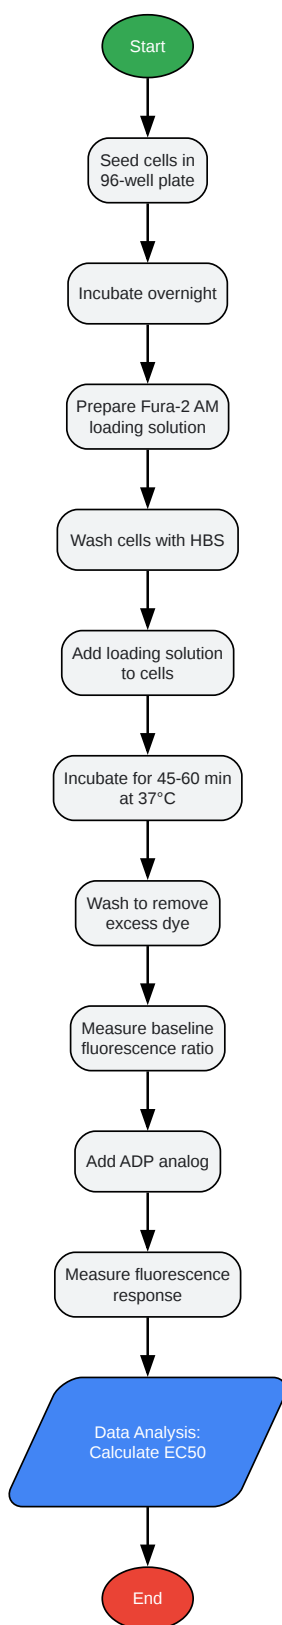 Start
Seed cells in
96-well plate
Incubate overnight
Prepare Fura-2 AM
loading solution
Wash cells with HBS
Add loading solution
to cells
Incubate for 45-60 min
at 37°C
Wash to remove
excess dye
Measure baseline
fluorescence ratio
Add ADP analog
Measure fluorescence
response
Data Analysis:
Calculate EC50
End